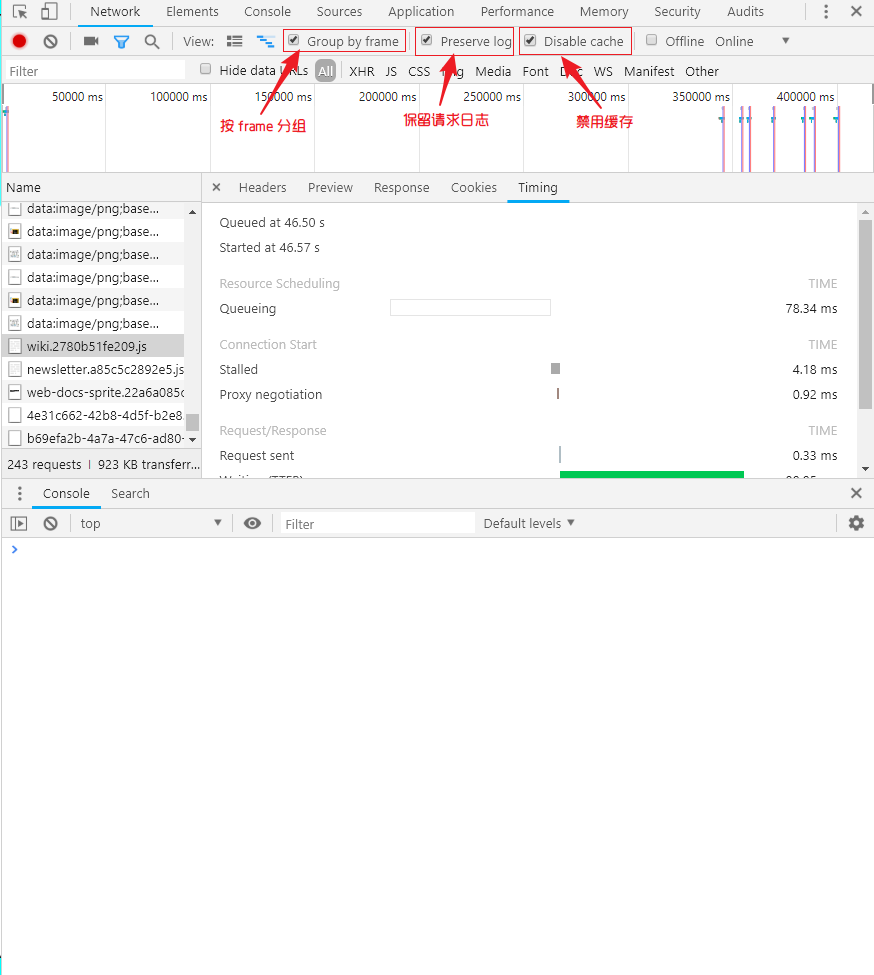 Network Elements Console Sources Application Performance Memory Security Audits
View: Group by frame Preserve log Disable cache Offline Online
Filter Hide data URLs All XHR JS CSS Img Media Font Doc WS Manifest Other
50000 ms 100000 ms 150000 ms 200000 ms 250000 ms 300000 ms 350000 ms 400000 ms
按 frame 分组 保留请求日志 禁用缓存
Name
data:image/png;base...
data:image/png;base...
data:image/png;base...
data:image/png;base...
data:image/png;base...
data:image/png;base...
wiki.2780b51fe209.js
newsletter.a85c5c2892e5.js
web-docs-sprite.22a6a085c
4e31c662-42b8-4d5f-b2e8
b69efa2b-4a7a-47c6-ad80-
243 requests 923 KB transferr...
Headers Preview Response Cookies Timing
Queued at 46.50 s
Started at 46.57 s
Resource Scheduling TIME
Queueing 78.34 ms
Connection Start TIME
Stalled 4.18 ms
Proxy negotiation 0.92 ms
Request/Response TIME
Request sent 0.33 ms
Console Search
top Filter Default levels